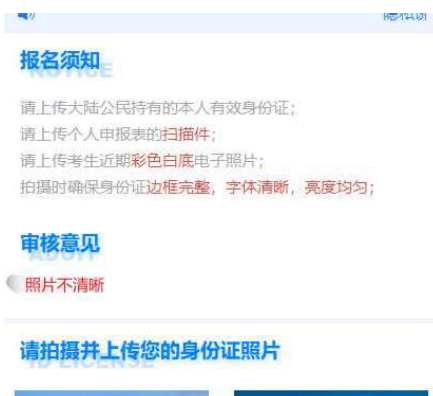 报名须知
NOTICE
请上传大陆公民持有的本人有效身份证；
请上传个人申报表的扫描件；
请上传考生近期彩色白底电子照片；
拍摄时确保身份证边框完整，字体清晰，亮度均匀；
审核意见
照片不清晰
请拍摄并上传您的身份证照片
ID LICENSE